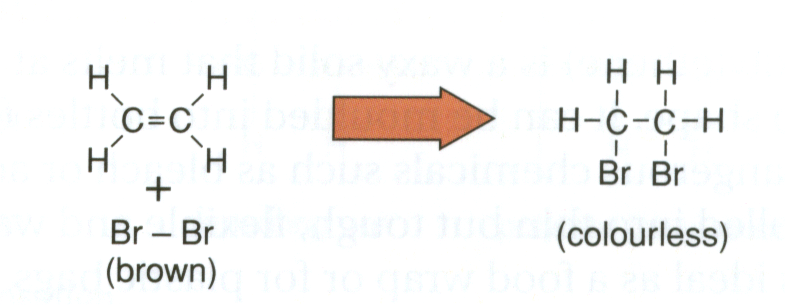 H H H H
C=C H–C–C–H
H H Br Br
+
Br – Br (colourless)
(brown)